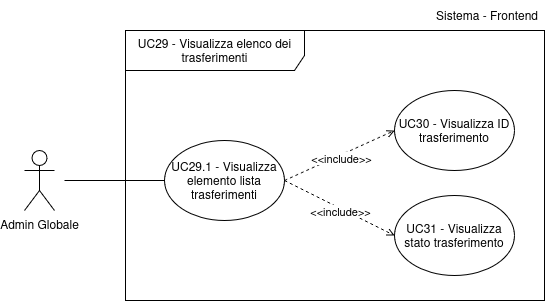 Sistema - Frontend
UC29 - Visualizza elenco dei
trasferimenti
UC30 - Visualizza ID
trasferimento
<<include>>
UC29.1 - Visualizza
elemento lista
trasferimenti
<<include>>
Admin Globale
UC31 - Visualizza
stato trasferimento